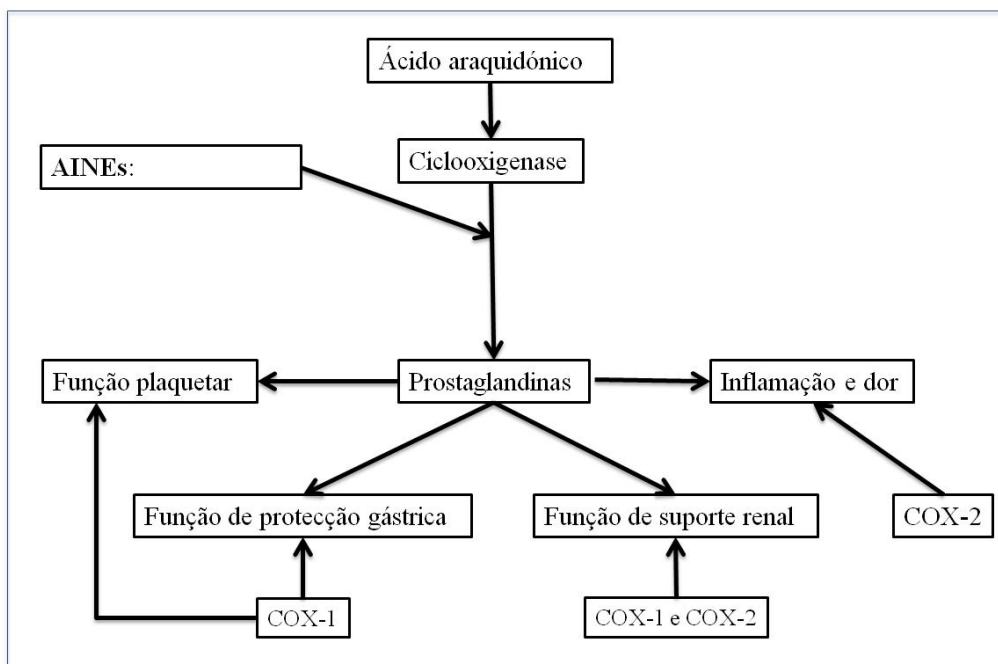 Ácido araquidónico
AINEs:
Ciclooxigenase
Função plaquetar
Prostaglandinas
Inflamação e dor
Função de protecção gástrica
Função de suporte renal
COX-2
COX-1
COX-1 e COX-2